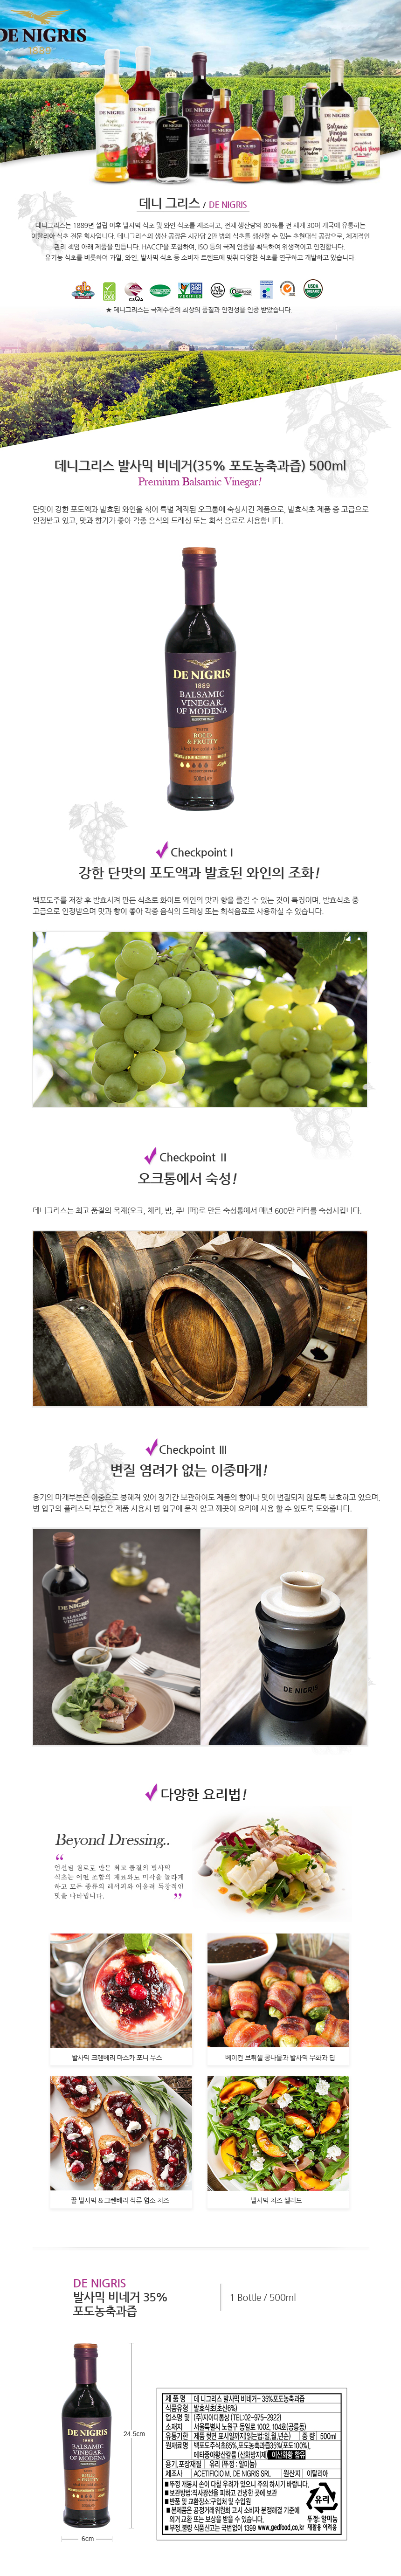 DE NIGRIS
데니 그리스 / DE NIGRIS
데니그리스는 1889년 설립 이후 발사믹 식초 및 와인 식초를 제조하고, 전체 생산량의 80%를 전 세계 30여 개국에 유통하는
이탈리아 식초 전문 회사입니다. 데니그리스의 생산 공장은 시간당 2만 병의 식초를 생산할 수 있는 초현대식 공장으로, 체계적인
관리 책임 아래 제품을 만듭니다. HACCP을 포함하여, ISO 등의 국제 인증을 획득하여 위생적이고 안전합니다.
유기농 식초를 비롯하여 과일, 와인, 발사믹 식초 등 소비자 트렌드에 맞춰 다양한 식초를 연구하고 개발하고 있습니다.
★ 데니그리스는 국제수준의 최상의 품질과 안전성을 인증 받았습니다.
데니그리스 발사믹 비네거(35% 포도농축과즙) 500ml
Premium Balsamic Vinegar!
단맛이 강한 포도액과 발효된 와인을 섞어 특별 제작된 오크통에 숙성시킨 제품으로, 발효식초 제품 중 고급으로
인정받고 있고, 맛과 향기가 좋아 각종 음식의 드레싱 또는 희석 음료로 사용합니다.
DE NIGRIS
1889
BALSAMIC
VINEGAR
OF MODENA
BOLD
& FRUITY
Checkpoint I
강한 단맛의 포도액과 발효된 와인의 조화!
백포도주를 저장 후 발효시켜 만든 식초로 화이트 와인의 맛과 향을 즐길 수 있는 것이 특징이며, 발효식초 중
고급으로 인정받으며 맛과 향이 좋아 각종 음식의 드레싱 또는 희석음료로 사용하실 수 있습니다.
Checkpoint II
오크통에서 숙성!
데니그리스는 최고 품질의 목재(오크, 체리, 밤, 주니퍼)로 만든 숙성통에서 매년 600만 리터를 숙성시킵니다.
Checkpoint III
변질 염려가 없는 이중마개!
용기의 마개부분은 이중으로 봉해져 있어 장기간 보관하여도 제품의 향이나 맛이 변질되지 않도록 보호하고 있으며,
병 입구의 플라스틱 부분은 제품 사용시 병 입구에 묻지 않고 깨끗이 요리에 사용 할 수 있도록 도와줍니다.
DE NIGRIS
BALSAMIC
VINEGAR
DE NIGRIS
다양한 요리법!
Beyond Dressing..
엄선된 원료로 만든 최고 품질의 발사믹
식초는 어떤 조합의 재료와도 미각을 놀라게
하고 모든 종류의 레서피와 어울려 독창적인
맛을 나타냅니다.
발사믹 크랜베리 마스카 포니 무스
베이컨 브뤼셀 콩나물과 발사믹 무화과 딥
꿀 발사믹 & 크랜베리 석류 염소 치즈
발사믹 치즈 샐러드
DE NIGRIS
발사믹 비네거 35%
포도농축과즙
1 Bottle / 500ml
DE NIGRIS
1889
BALSAMIC
VINEGAR
OF MODENA
24.5cm
6cm
제 품 명 데 니그리스 발사믹 비네거- 35%포도농축과즙
식품유형 발효식초(초산6%)
업소명 및 (주)지이디통상 (TEL:02-975-2922)
소재지 서울특별시 노원구 동일로 1002, 104호(공릉동)
유통기한 제품 뒷면 표시일까지(읽는법:일,월,년순) 중 량 500ml
원재료명 백포도주식초65%,포도농축과즙35%(포도100%),
메타중아황산칼륨 (산화방지제) 이산화황 함유
용기.포장재질 유리 (뚜정 : 알미늄)
제조사 ACETIFICIO M. DE NIGRIS SRL 원산지 이탈리아
■ 뚜정 개봉시 손이 다칠 우려가 있으니 주의 하시기 바랍니다.
■ 보관방법:직사광선을 피하고 건냉한 곳에 보관
■ 반품 및 교환장소:구입처 및 수입원
■ 본제품은 공정거래위원회 고시 소비자 분쟁해결 기준에
의거 교환 또는 보상을 받을 수 있음.
■ 부정,불량 식품신고는 국번없이 1399 www.gedfood.co.kr
유리
뚜정:알미늄
재활용 어려움